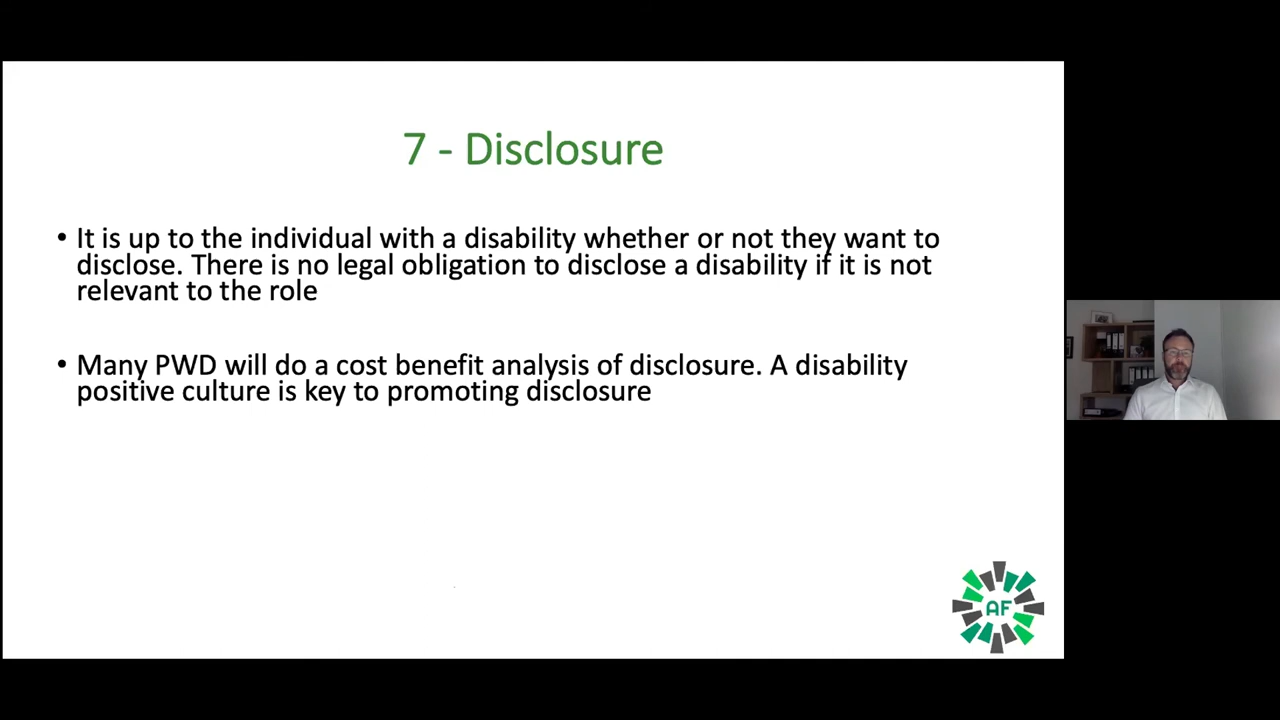 7 - Disclosure
• It is up to the individual with a disability whether or not they want to
disclose. There is no legal obligation to disclose a disability if it is not
relevant to the role
• Many PWD will do a cost benefit analysis of disclosure. A disability
positive culture is key to promoting disclosure
AF